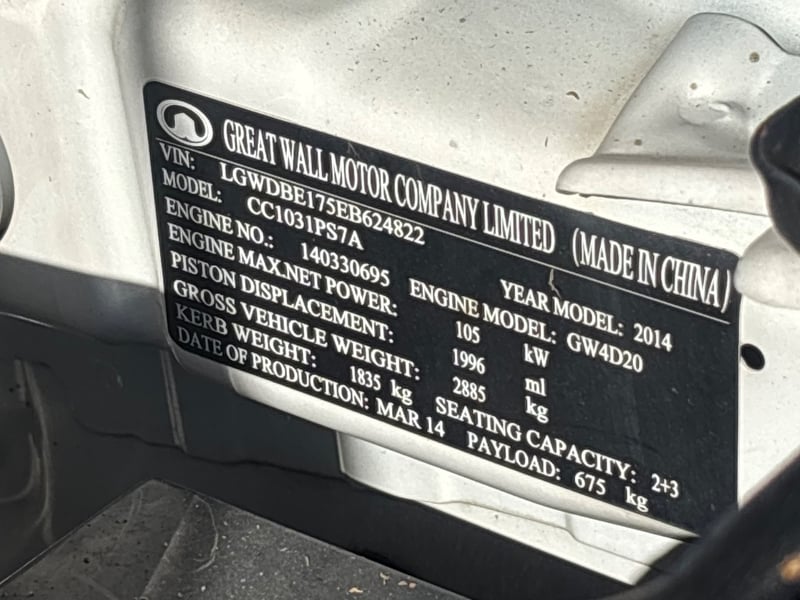 GREAT WALL MOTOR COMPANY LIMITED (MADE IN CHINA)
VIN: LGWDBE175EB624822
MODEL: CC1031PS7A YEAR MODEL: 2014
ENGINE NO.: 140330695 ENGINE MODEL: GW4D20
ENGINE MAX.NET POWER: 105 kW
PISTON DISPLACEMENT: 1996 ml
GROSS VEHICLE WEIGHT: 2885 kg
KERB WEIGHT: 1835 kg SEATING CAPACITY: 2+3
DATE OF PRODUCTION: MAR 14 PAYLOAD: 675 kg